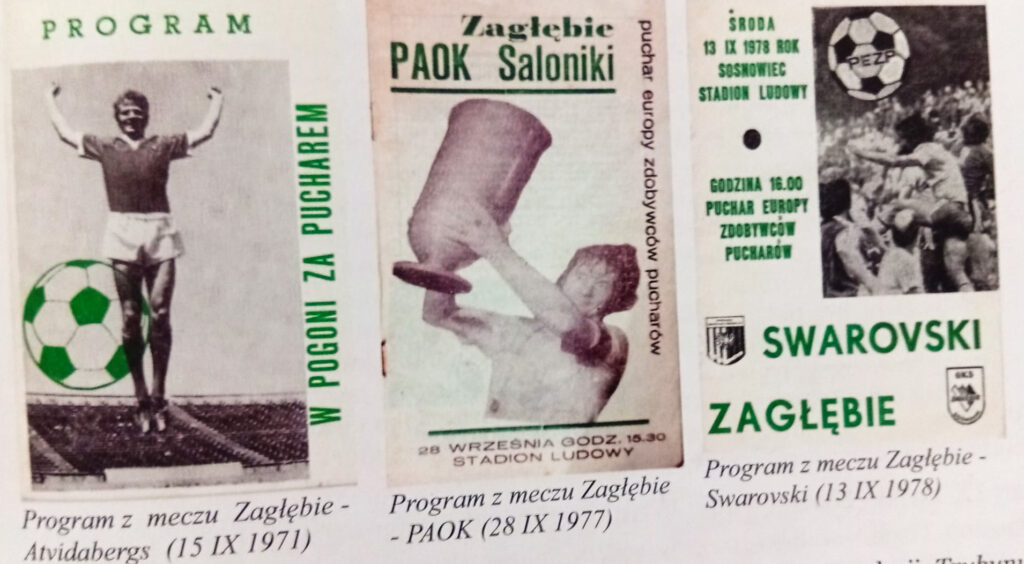 PROGRAM
W POGONI ZA PUCHAREM
Program z meczu Zagłębie -
Atvidabergs (15 IX 1971)
Zagłębie
PAOK Saloniki
puchar europy zdobywców pucharów
28 WRZEŚNIA GODZ. 15.30
STADION LUDOWY
Program z meczu Zagłębie
- PAOK (28 IX 1977)
ŚRODA
13 IX 1978 ROK
SOSNOWIEC
STADION LUDOWY
GODZINA 16.00
PUCHAR EUROPY
ZDOBYWCÓW
PUCHARÓW
PEZP
SWAROVSKI
GKS
ZAGŁĘBIE
Program z meczu Zagłębie -
Swarovski (13 IX 1978)